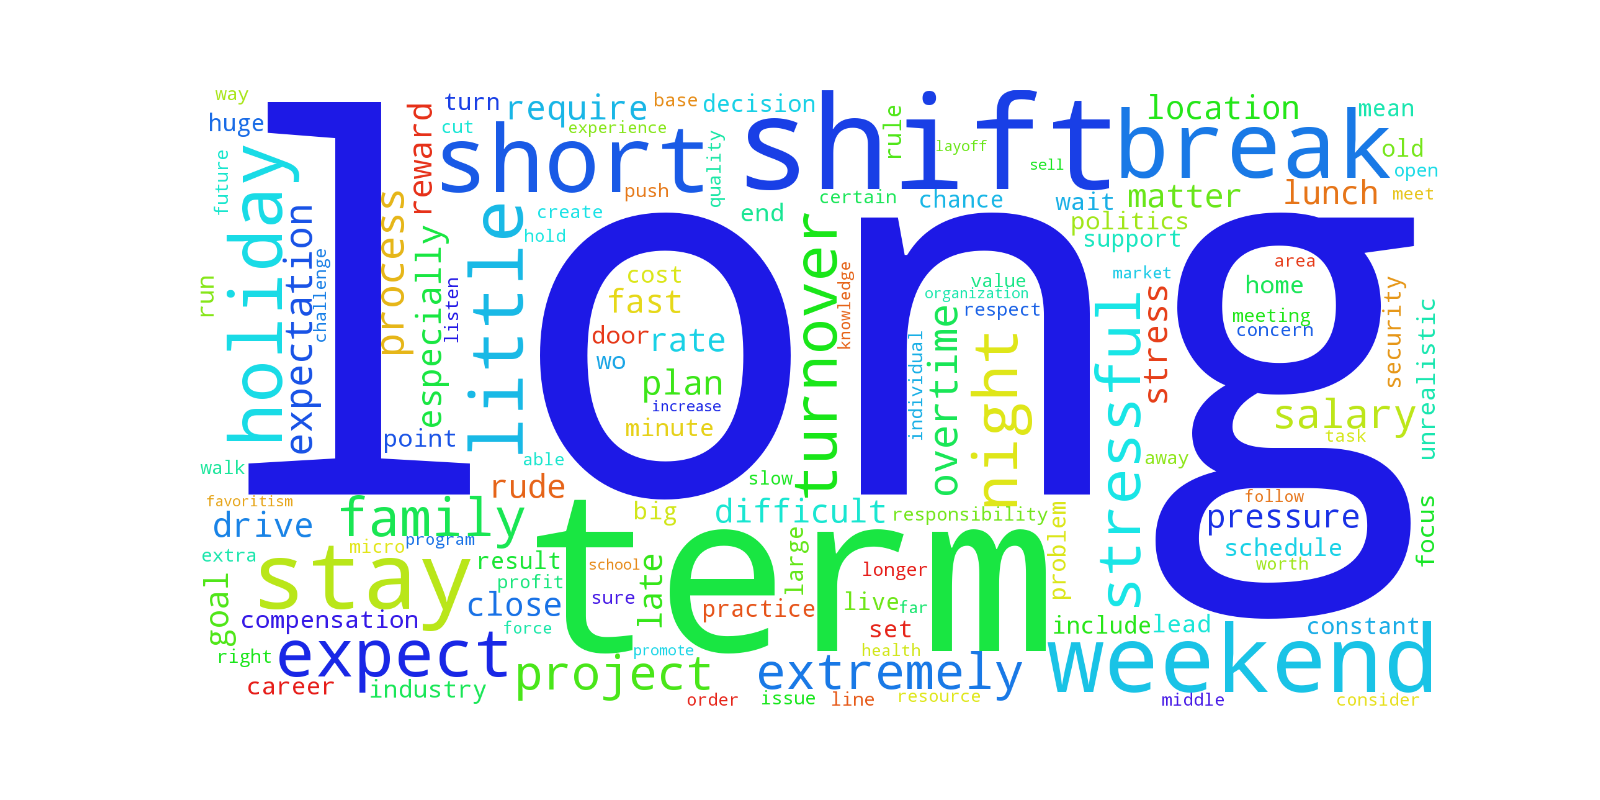 way
huge
turn
require
base
decision
shift
rule
location
mean
cut
experience
short
quality
layoff
sell
break
old
open
future
holiday
reward
push
certain
chance
wait
matter
lunch
meet
expectation
challenge
process
especially
listen
little
create
hold
end
politics
support
long
run
cost
fast
door
rate
wo
plan
increase
minute
turnover
knowledge
value
organization
respect
individual
overtime
night
market
stress
stressful
area
home
meeting
concern
security
unrealistic
salary
task
point
walk
able
slow
away
favoritism
rude
drive
family
big
difficult
responsibility
problem
follow
pressure
schedule
worth
focus
extra
micro
program
stay
result
term
school
late
large
longer
goal
profit
sure
practice
live
far
compensation
close
force
set
include
lead
constant
right
expect
promote
health
weekend
career
industry
project
extremely
order
issue
line
resource
middle
consider